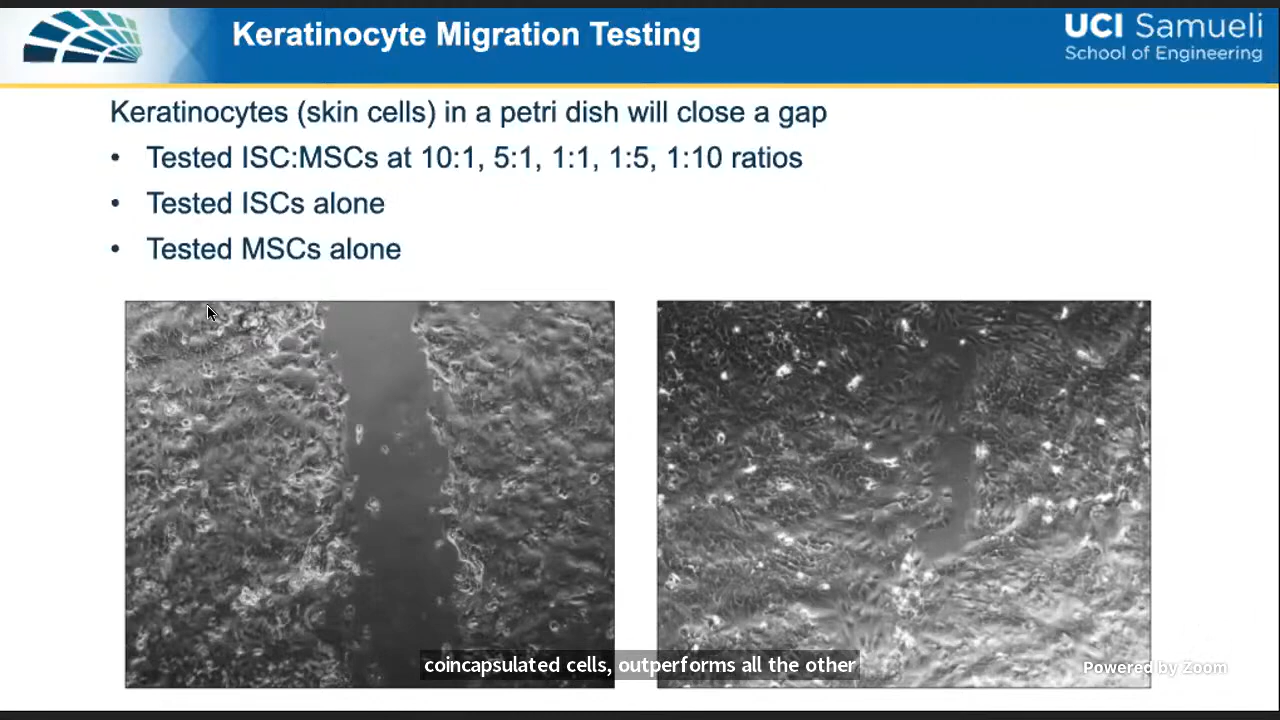 Keratinocyte Migration Testing
UCI Samueli
School of Engineering
Keratinocytes (skin cells) in a petri dish will close a gap
• Tested ISC:MSCs at 10:1, 5:1, 1:1, 1:5, 1:10 ratios
• Tested ISCs alone
• Tested MSCs alone
coincapsulated cells, outperforms all the other
Powered by Zoom